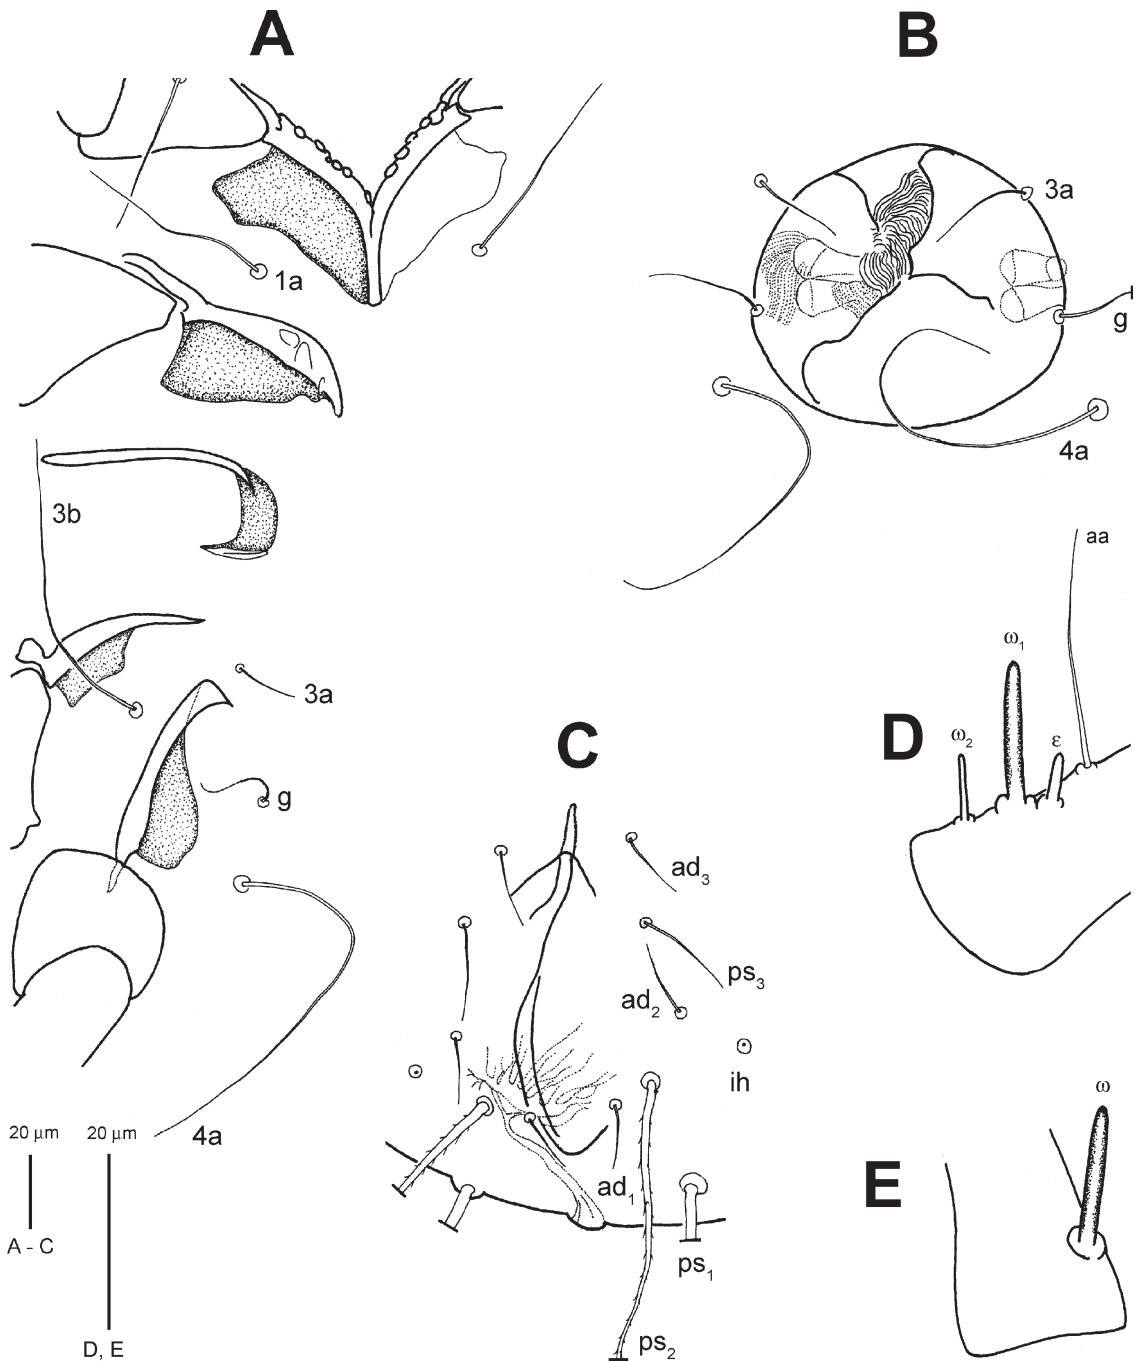 A
B
3a
1a
g
4a
3b
aa
ω1
3a
C
D
ω2
ε
g
ad3
ps3
ad2
ih
ω
20 µm
20 µm
4a
E
ad1
A - C
ps1
D, E
ps2